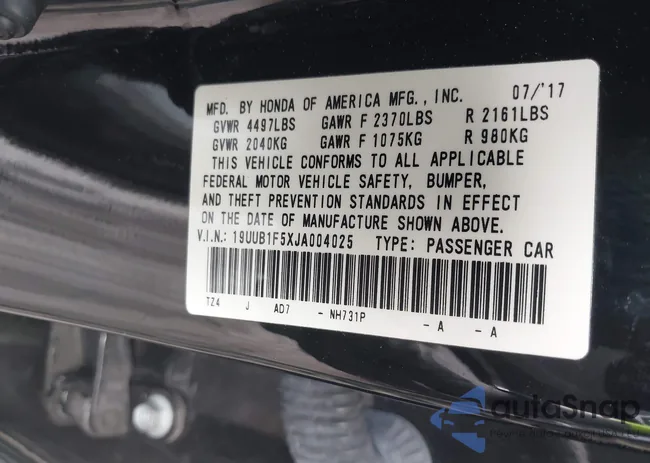 MFD. BY HONDA OF AMERICA MFG., INC. 07/'17
GVWR 4497LBS GAWR F 2370LBS R 2161LBS
GVWR 2040KG GAWR F 1075KG R 980KG
THIS VEHICLE CONFORMS TO ALL APPLICABLE
FEDERAL MOTOR VEHICLE SAFETY, BUMPER,
AND THEFT PREVENTION STANDARDS IN EFFECT
ON THE DATE OF MANUFACTURE SHOWN ABOVE.
V.I.N.: 19UUB1F5XJA004025 TYPE: PASSENGER CAR
TZ4 J AD7 - NH731P - A - A
autoSnap